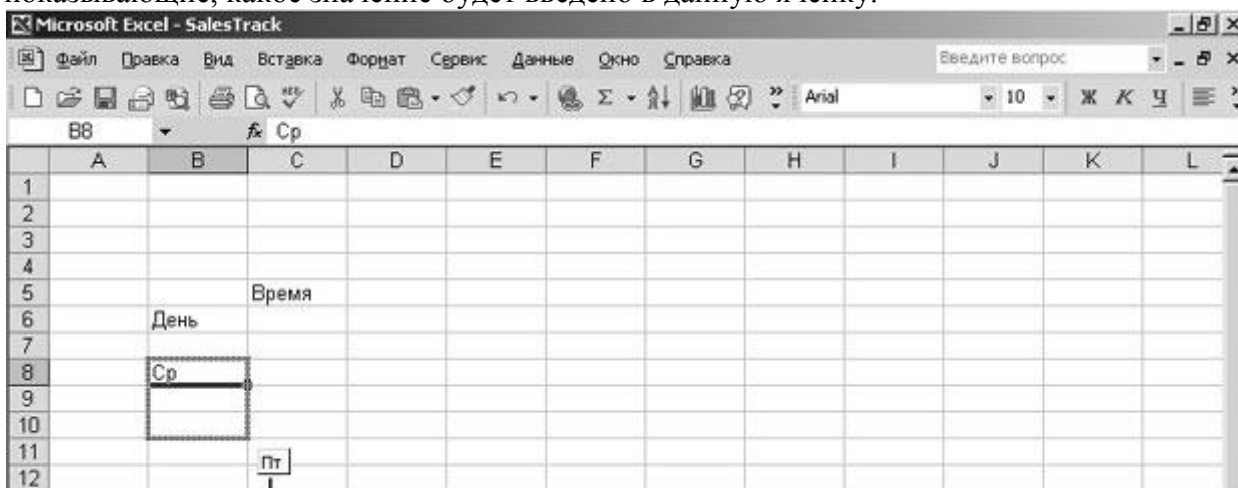 показывающие, какое значение будет введено в данную ячейку.
Microsoft Excel - SalesTrack
Файл Правка Вид Вставка Формат Сервис Данные Окно Справка Введите вопрос
Arial 10 Ж К Ч
B8 fx Ср
A B C D E F G H I J K L
1
2
3
4
5 Время
6 День
7
8 Ср
9
10
11 Пт
12